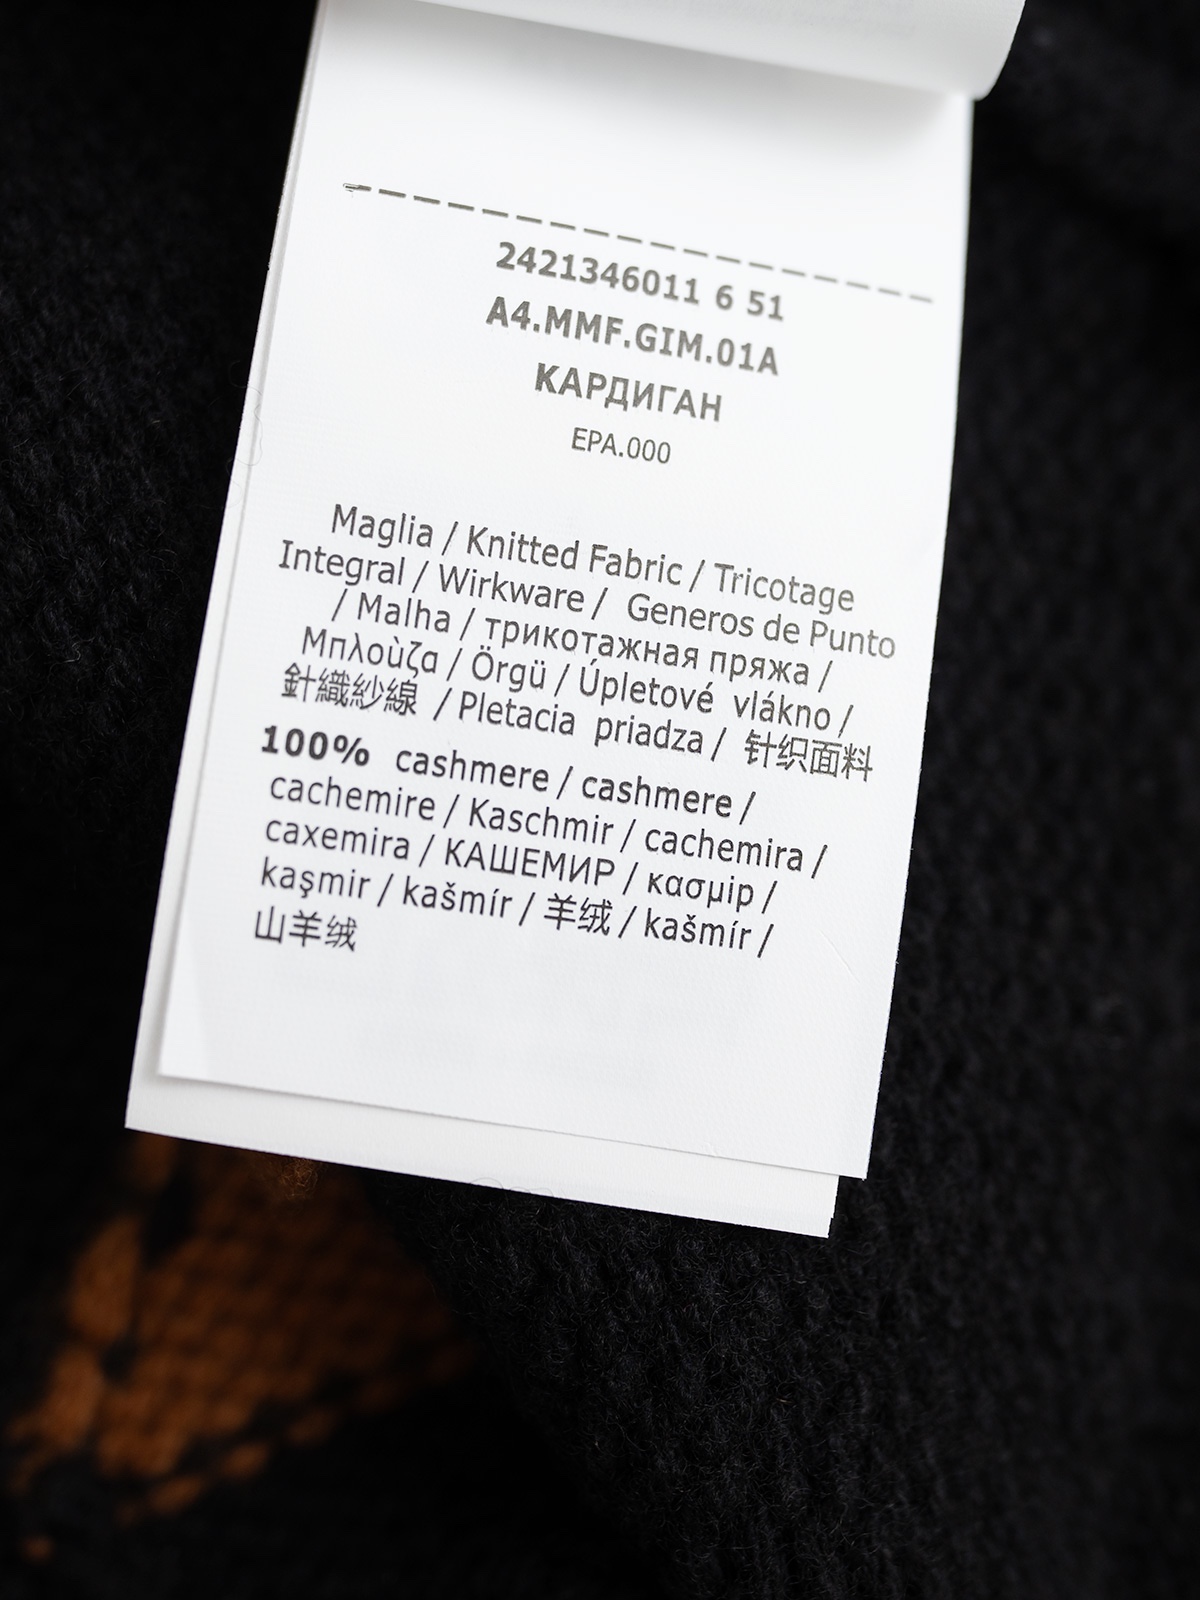 2421346011 6 51
A4.MMF.GIM.01A
КАРДИГАН
EPA.000
Maglia / Knitted Fabric / Tricotage
Integral / Wirkware / Generos de Punto
/ Malha / трикотажная пряжа /
Μπλοὺζα / Örgü / Úpletové vlákno /
針織紗線 / Pletacia priadza / 针织面料
100% cashmere / cashmere /
cachemire / Kaschmir / cachemira /
caxemira / КАШЕМИР / κασμιρ /
kaşmir / kašmír / 羊绒 / kašmír /
山羊绒